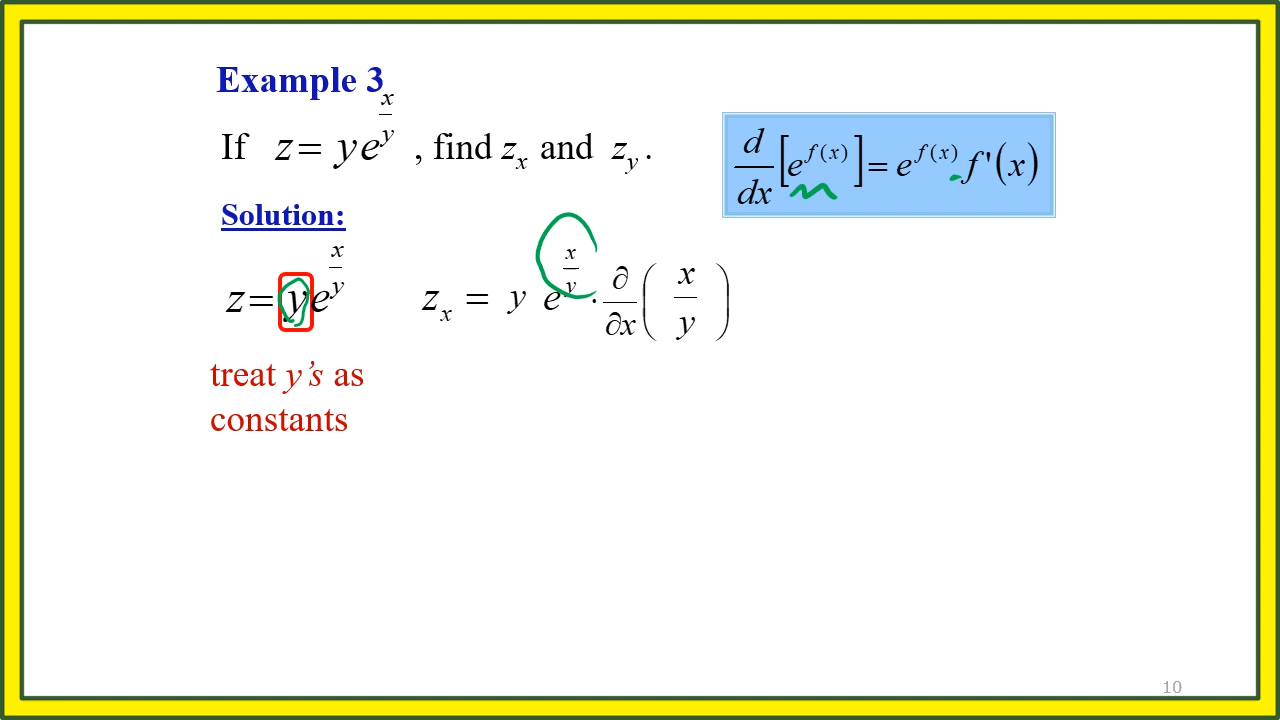 Example 3
If z = ye^{x/y} , find z_x and z_y .
d/dx [e^{f(x)}] = e^{f(x)} f'(x)
Solution:
z = ye^{x/y}
z_x = y e^{x/y} · ∂/∂x ( x/y )
treat y’s as
constants
10